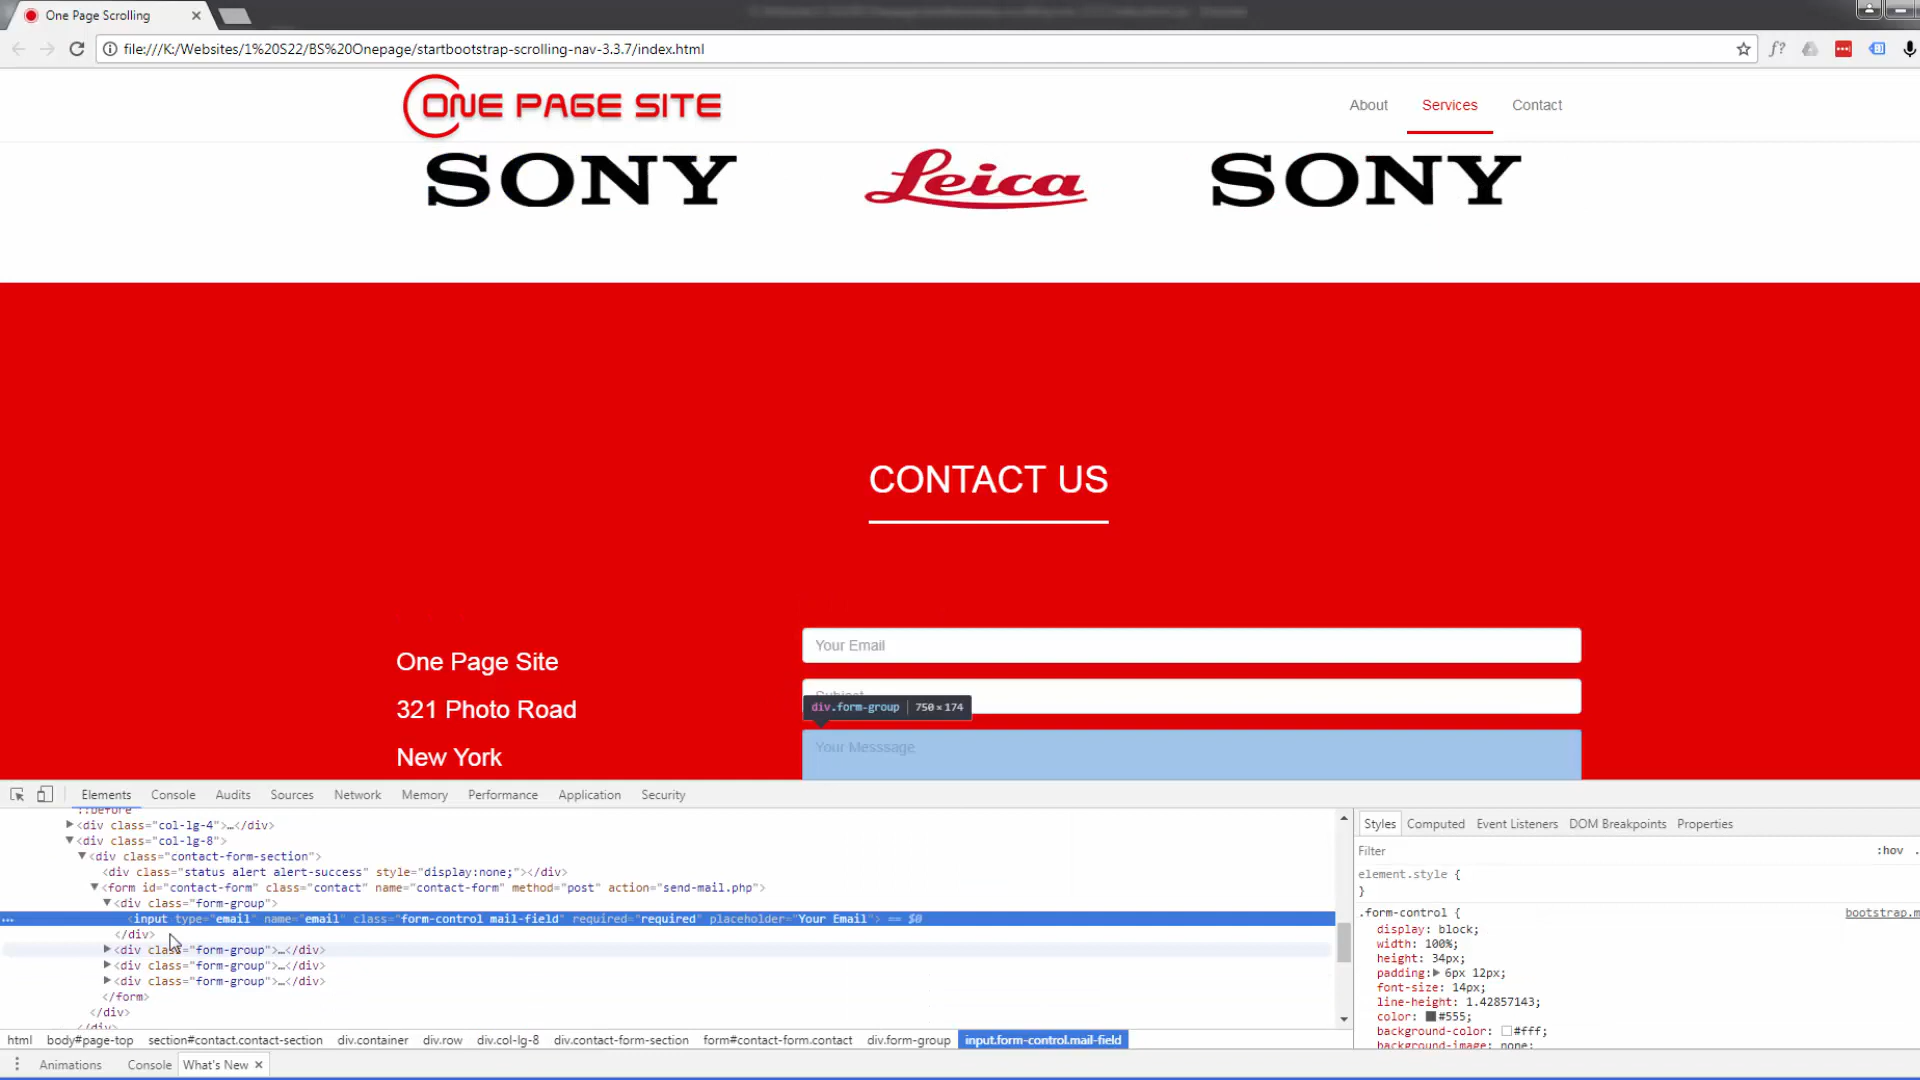 One Page Scrolling
file:///K:/Websites/1%20S22/BS%20Onepage/startbootstrap-scrolling-nav-3.3.7/index.html
f?
ONE PAGE SITE
About Services Contact
SONY Leica SONY
CONTACT US
Your Email
One Page Site
Subject
div.form-group 750×174
321 Photo Road
Your Messsage
New York
Elements Console Audits Sources Network Memory Performance Application Security
::before
<div class="col-lg-4">…</div>
<div class="col-lg-8">
<div class="contact-form-section">
<div class="status alert alert-success" style="display:none;"></div>
<form id="contact-form" class="contact" name="contact-form" method="post" action="send-mail.php">
<div class="form-group">
… <input type="email" name="email" class="form-control mail-field" required="required" placeholder="Your Email"> == $0
</div>
<div class="form-group">…</div>
<div class="form-group">…</div>
<div class="form-group">…</div>
</form>
</div>
</div>
html body#page-top section#contact.contact-section div.container div.row div.col-lg-8 div.contact-form-section form#contact-form.contact div.form-group input.form-control.mail-field
Animations Console What's New ×
Styles Computed Event Listeners DOM Breakpoints Properties
Filter :hov .
element.style {
}
.form-control { bootstrap.m
display: block;
width: 100%;
height: 34px;
padding: 6px 12px;
font-size: 14px;
line-height: 1.42857143;
color: #555;
background-color: #fff;
background-image: none;